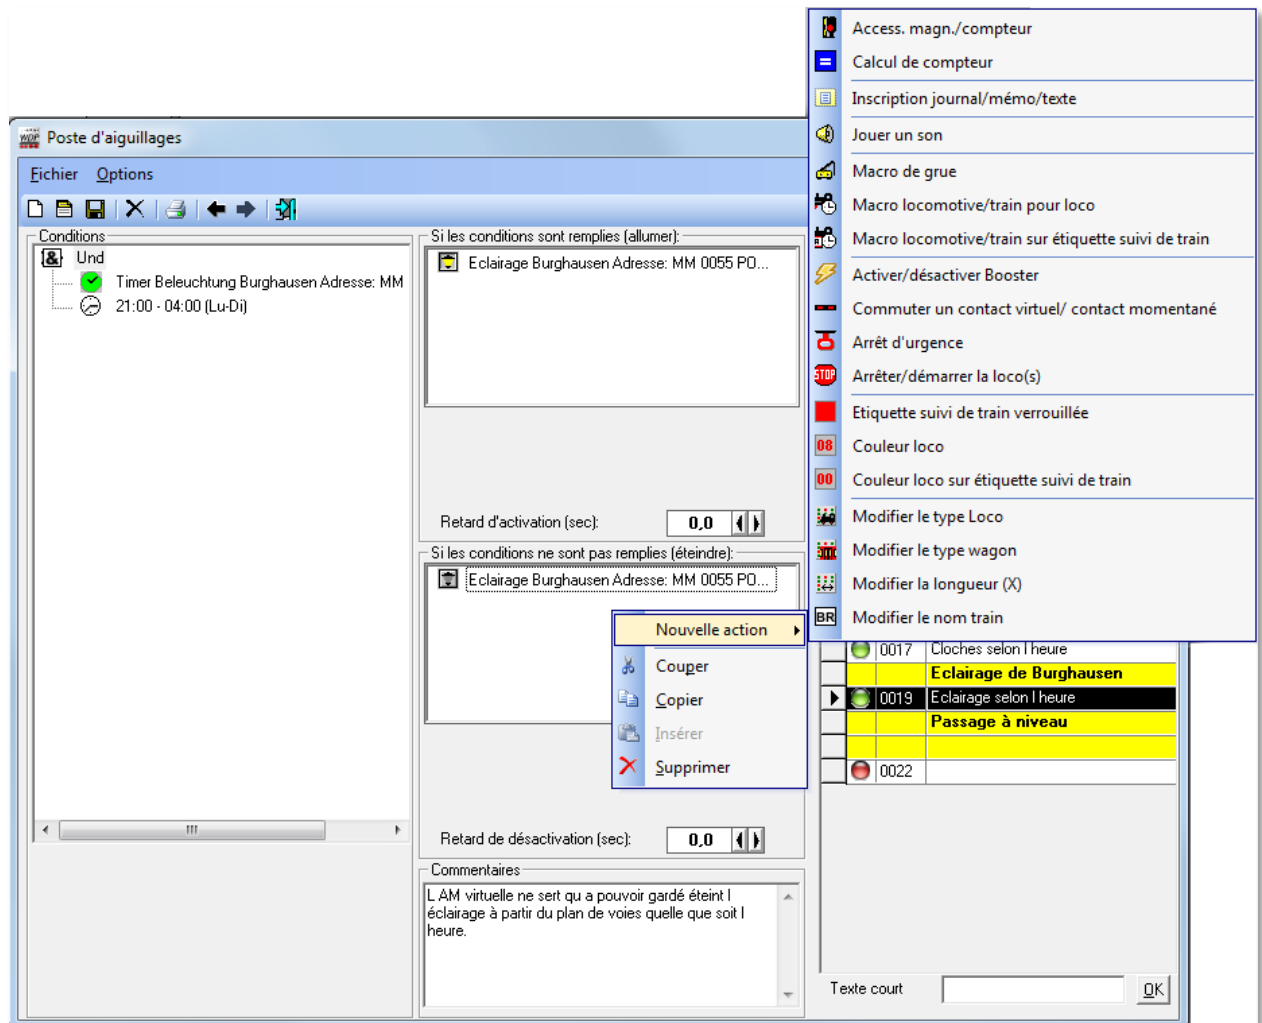 Access. magn./compteur
Calcul de compteur
Inscription journal/mémo/texte
Jouer un son
Macro de grue
Macro locomotive/train pour loco
Macro locomotive/train sur étiquette suivi de train
Activer/désactiver Booster
Commuter un contact virtuel/ contact momentané
Arrêt d'urgence
STOP Arrêter/démarrer la loco(s)
Etiquette suivi de train verrouillée
08 Couleur loco
00 Couleur loco sur étiquette suivi de train
Modifier le type Loco
Modifier le type wagon
Modifier la longueur (X)
BR Modifier le nom train
WDP Poste d'aiguillages
Fichier Options
Conditions
& Und
Timer Beleuchtung Burghausen Adresse: MM
21:00 - 04:00 (Lu-Di)
Si les conditions sont remplies (allumer):
Eclairage Burghausen Adresse: MM 0055 PO...
Retard d'activation (sec): 0,0
Si les conditions ne sont pas remplies (éteindre):
Eclairage Burghausen Adresse: MM 0055 PO...
Nouvelle action
Couper
Copier
Insérer
Supprimer
Retard de désactivation (sec): 0,0
Commentaires
L AM virtuelle ne sert qu a pouvoir gardé éteint l
éclairage à partir du plan de voies quelle que soit l
heure.
0017 Cloches selon l heure
Eclairage de Burghausen
0019 Eclairage selon l heure
Passage à niveau
0022
Texte court OK